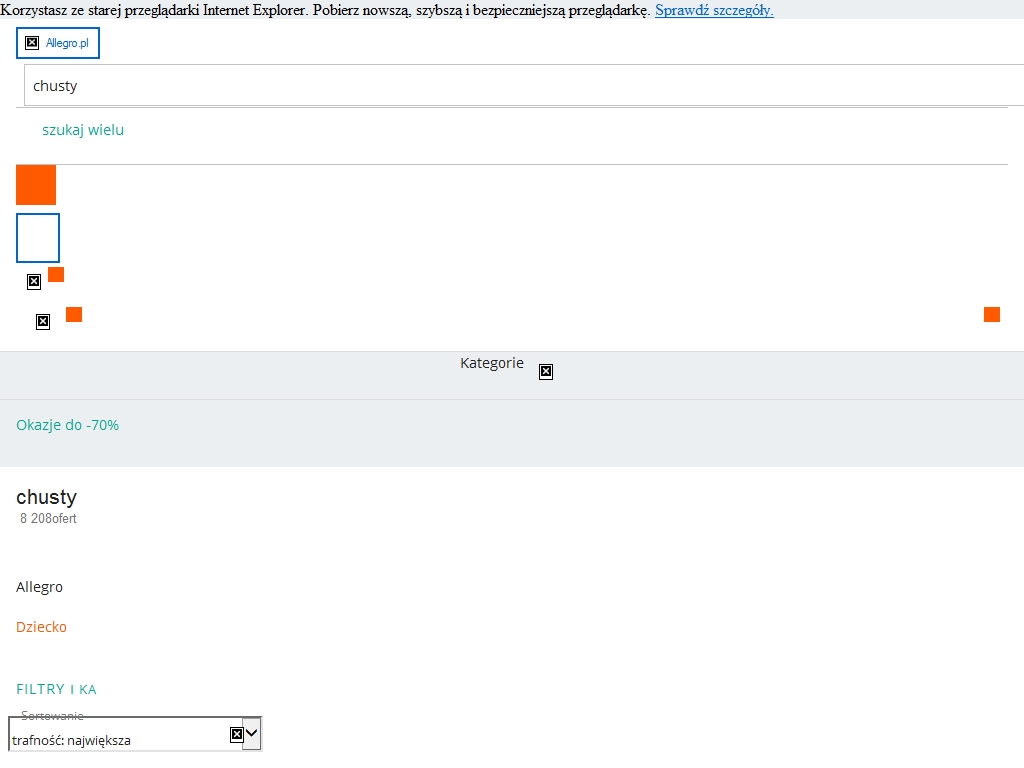 Korzystasz ze starej przeglądarki Internet Explorer. Pobierz nowszą, szybszą i bezpieczniejszą przeglądarkę. Sprawdź szczegóły.
Allegro.pl
chusty
szukaj wielu
Kategorie
Okazje do -70%
chusty
8 208ofert
Allegro
Dziecko
FILTRY I KA
Sortowanie
trafność: największa